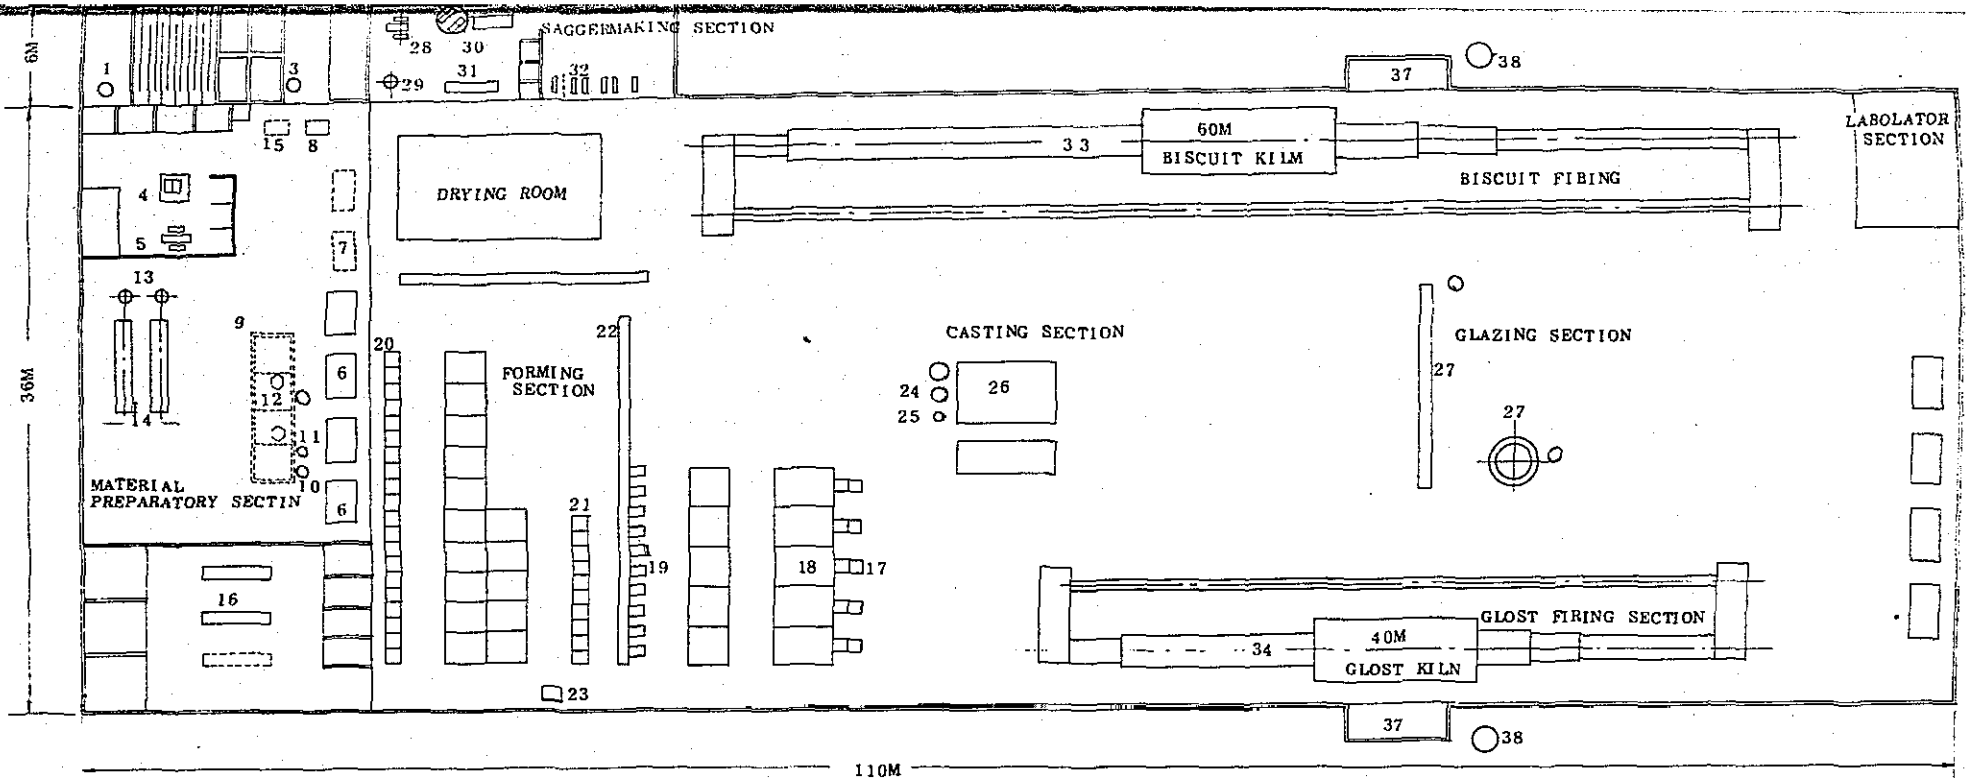 SAGGERMAKING SECTION
6M
1
3
28
30
29
31
32
37
38
15
8
60M
33
BISCUIT KILM
BISCUIT FIBING
LABOLATOR
SECTION
4
5
7
DRYING ROOM
13
9
20
22
CASTING SECTION
GLAZING SECTION
36M
6
FORMING
SECTION
12
24
26
25
27
27
14
11
10
MATERIAL
PREPARATORY SECTIN
6
21
19
18
17
16
GLOST FIRING SECTION
40M
34
GLOST KILN
23
37
38
110M